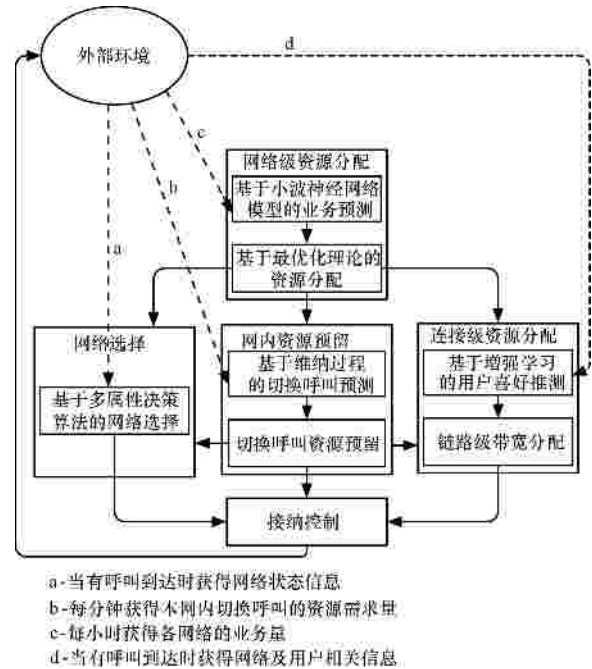 外部环境
d
c
b
a
网络级资源分配
基于小波神经网络
模型的业务预测
基于最优化理论的
资源分配
网络选择
基于多属性决策
算法的网络选择
网内资源预留
基于维纳过程
的切换呼叫预测
切换呼叫资源预留
连接级资源分配
基于增强学习
的用户喜好推测
链路级带宽分配
接纳控制
a-当有呼叫到达时获得网络状态信息
b-每分钟获得本网内切换呼叫的资源需求量
c-每小时获得各网络的业务量
d-当有呼叫到达时获得网络及用户相关信息